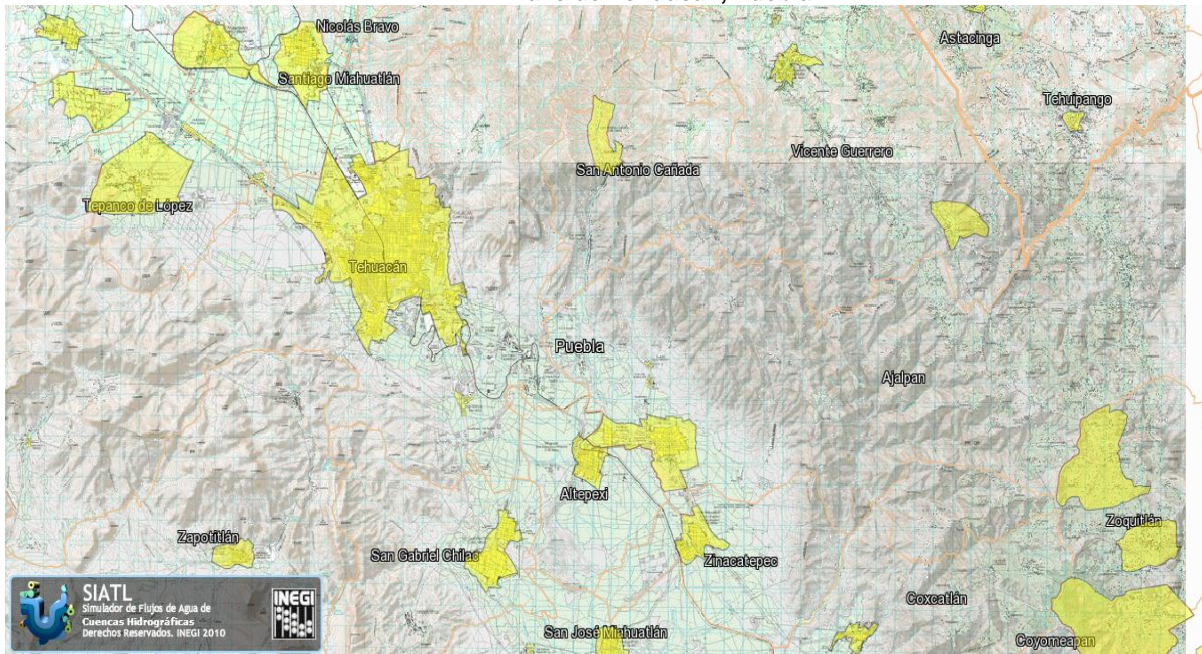 Nicolás Bravo
Astacinga
Santiago Miahuatlán
Tehuipango
Vicente Guerrero
San Antonio Cañada
Tepanco de López
Tehuacán
Puebla
Ajalpan
Altepexi
Zoquitlán
Zapotitlán
San Gabriel Chilac
Zinacatepec
Coxcatlán
San José Miahuatlán
Coyomeapan
SIATL
Simulador de Flujos de Agua de
Cuencas Hidrográficas
Derechos Reservados. INEGI 2010
INEGI